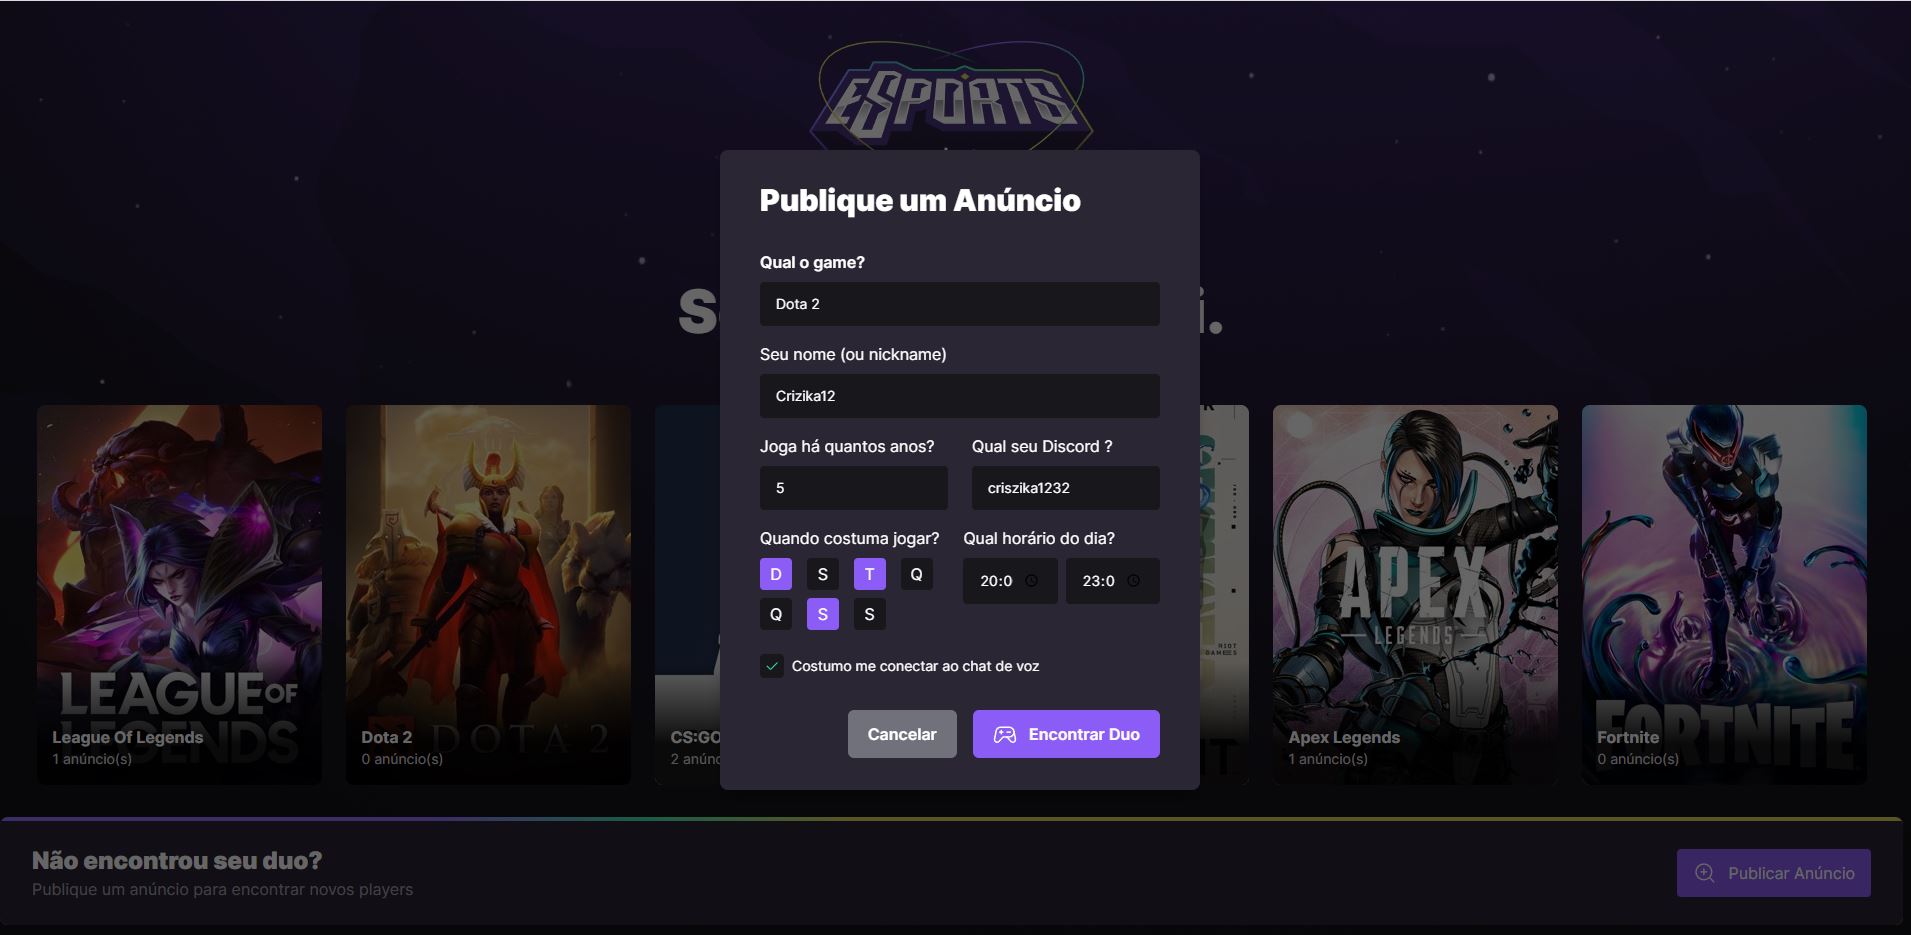 ESPORTS
Publique um Anúncio
Qual o game?
Dota 2
Seu nome (ou nickname)
Crizika12
Joga há quantos anos? Qual seu Discord ?
5 criszika1232
Quando costuma jogar? Qual horário do dia?
D S T Q
20:0 23:0
Q S S
Costumo me conectar ao chat de voz
Cancelar Encontrar Duo
LEAGUE OF
LEGENDS
League Of Legends
1 anúncio(s)
DOTA 2
Dota 2
0 anúncio(s)
CS:GO
RIOT
GAMES
APEX
LEGENDS
Apex Legends
1 anúncio(s)
FORTNITE
Fortnite
0 anúncio(s)
Não encontrou seu duo?
Publique um anúncio para encontrar novos players
Publicar Anúncio